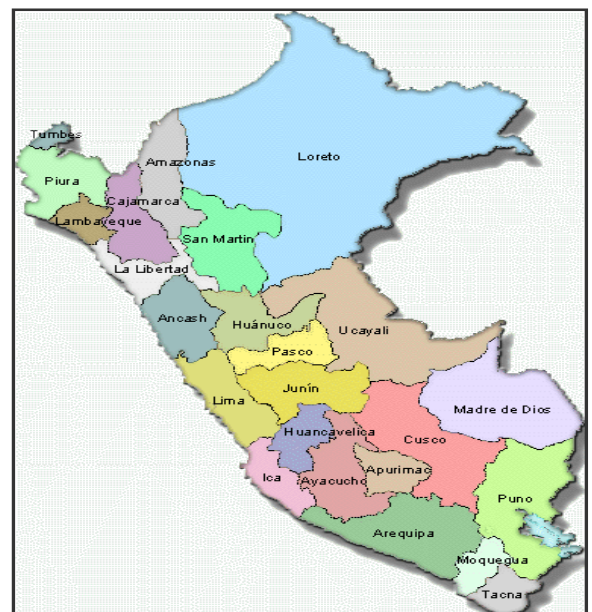 Tumbes
Amazonas
Loreto
Piura
Cajamarca
Lambayeque
San Martin
La Libertad
Ancash
Huánuco
Ucayali
Pasco
Junín
Lima
Madre de Dios
Huancavelica
Cusco
Apurimac
Ica
Ayacucho
Puno
Arequipa
Moquegua
Tacna